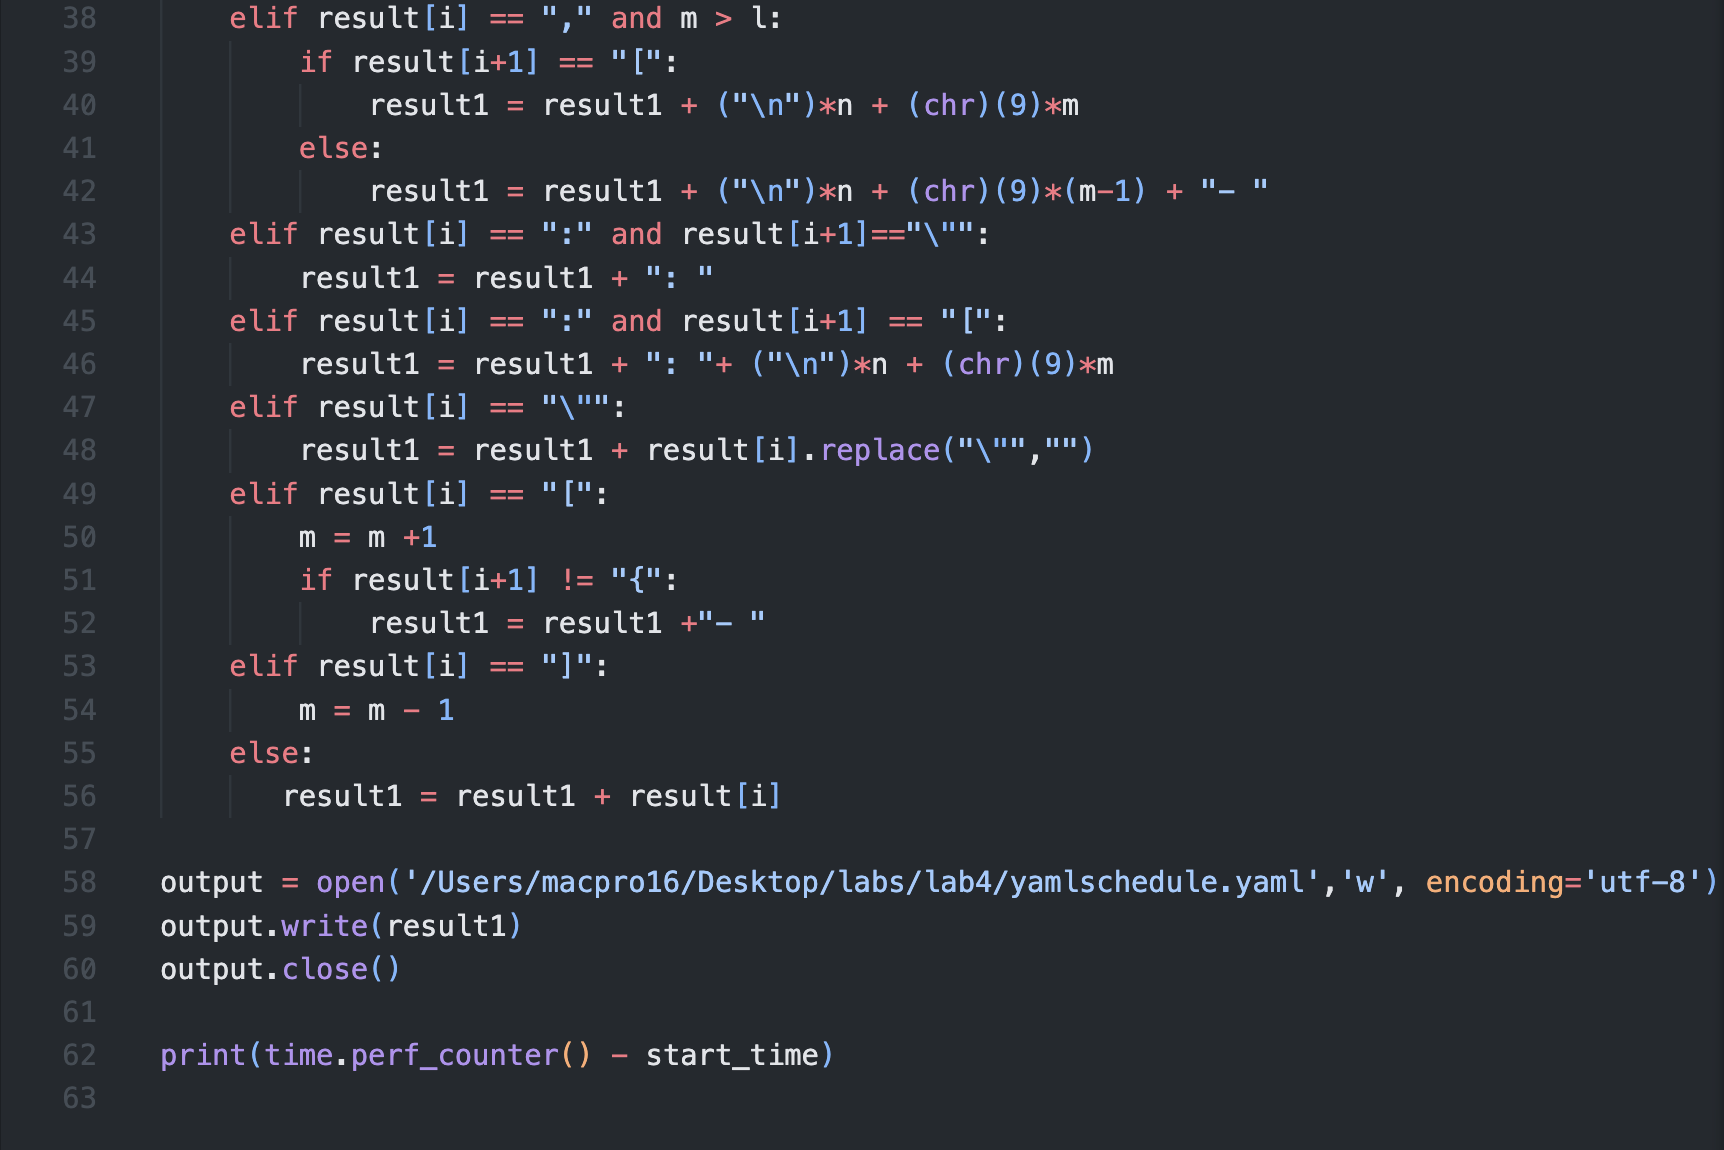 38 elif result[i] == "," and m > l:
39 if result[i+1] == "[":
40 result1 = result1 + ("\n")*n + (chr)(9)*m
41 else:
42 result1 = result1 + ("\n")*n + (chr)(9)*(m-1) + "- "
43 elif result[i] == ":" and result[i+1]=="\"":
44 result1 = result1 + ": "
45 elif result[i] == ":" and result[i+1] == "[":
46 result1 = result1 + ": "+ ("\n")*n + (chr)(9)*m
47 elif result[i] == "\"":
48 result1 = result1 + result[i].replace("\"","")
49 elif result[i] == "[":
50 m = m +1
51 if result[i+1] != "{":
52 result1 = result1 +"- "
53 elif result[i] == "]":
54 m = m - 1
55 else:
56 result1 = result1 + result[i]
57
58 output = open('/Users/macpro16/Desktop/labs/lab4/yamlschedule.yaml','w', encoding='utf-8')
59 output.write(result1)
60 output.close()
61
62 print(time.perf_counter() - start_time)
63